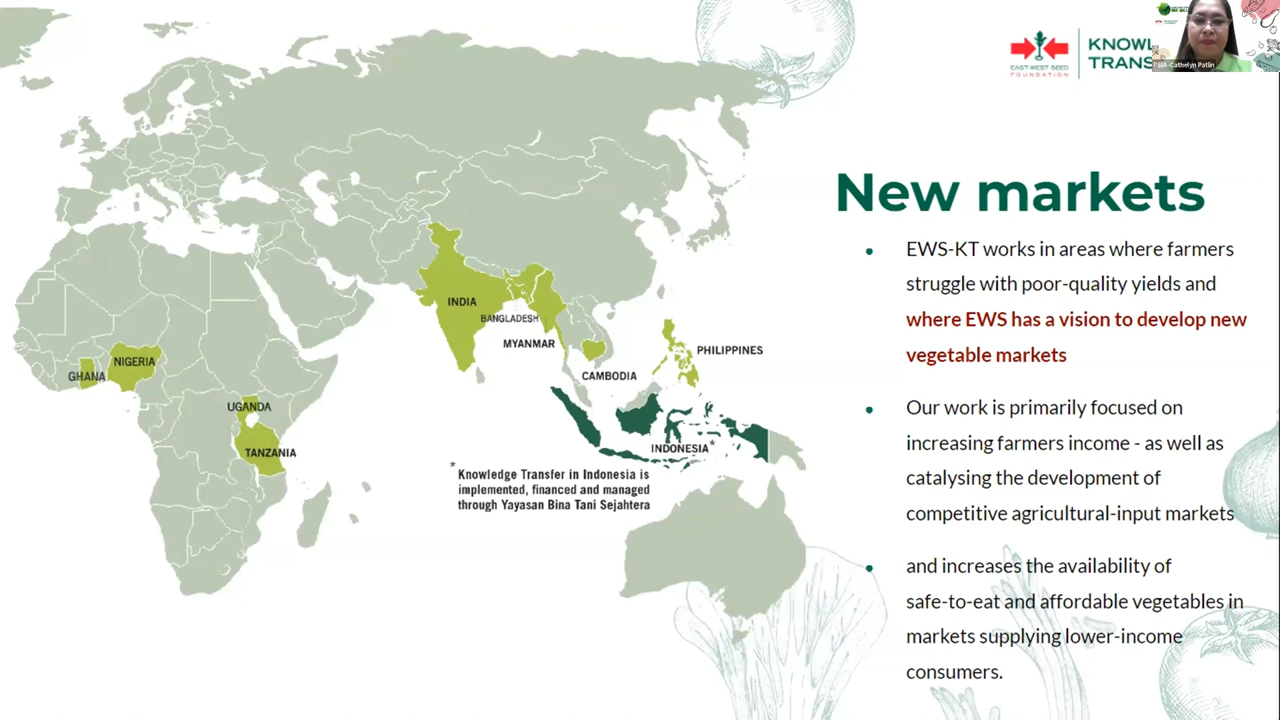 EAST-WEST SEED
FOUNDATION
KNOWL
TRANS
PSIA-Cathelyn Patlin
New markets
• EWS-KT works in areas where farmers
struggle with poor-quality yields and
where EWS has a vision to develop new
vegetable markets
• Our work is primarily focused on
increasing farmers income - as well as
catalysing the development of
competitive agricultural-input markets
• and increases the availability of
safe-to-eat and affordable vegetables in
markets supplying lower-income
consumers.
INDIA
BANGLADESH
MYANMAR
CAMBODIA
PHILIPPINES
NIGERIA
GHANA
UGANDA
TANZANIA
INDONESIA*
* Knowledge Transfer in Indonesia is
implemented, financed and managed
through Yayasan Bina Tani Sejahtera